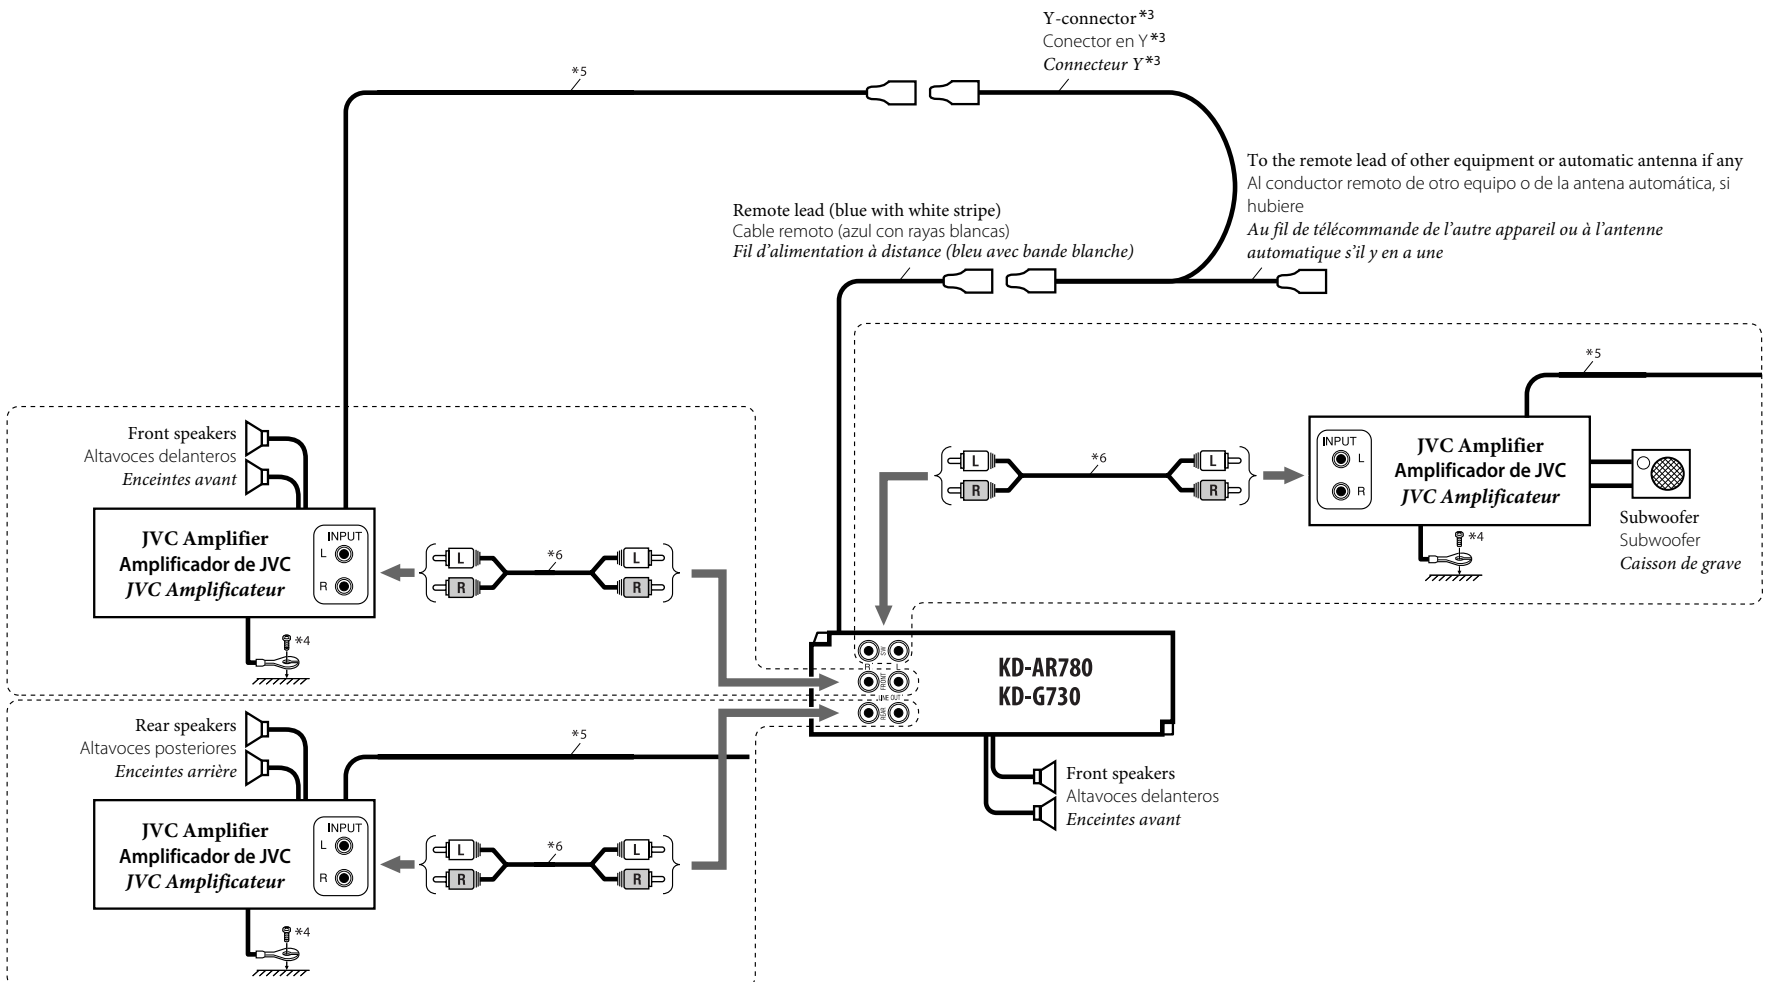 Y-connector*3
Conector en Y*3
Connecteur Y*3
*5
To the remote lead of other equipment or automatic antenna if any
Al conductor remoto de otro equipo o de la antena automática, si
hubiere
Au fil de télécommande de l'autre appareil ou à l'antenne
automatique s'il y en a une
Remote lead (blue with white stripe)
Cable remoto (azul con rayas blancas)
Fil d'alimentation à distance (bleu avec bande blanche)
*5
Front speakers
Altavoces delanteros
Enceintes avant
JVC Amplifier
Amplificador de JVC
JVC Amplificateur
INPUT
L
R
*4
L
R
*6
L
R
L
R
*6
L
R
INPUT
L
R
JVC Amplifier
Amplificador de JVC
JVC Amplificateur
*4
Subwoofer
Subwoofer
Caisson de grave
SW
R L
FRONT
LINE OUT
REAR
KD-AR780
KD-G730
Rear speakers
Altavoces posteriores
Enceintes arrière
*5
JVC Amplifier
Amplificador de JVC
JVC Amplificateur
INPUT
L
R
*4
L
R
*6
L
R
Front speakers
Altavoces delanteros
Enceintes avant